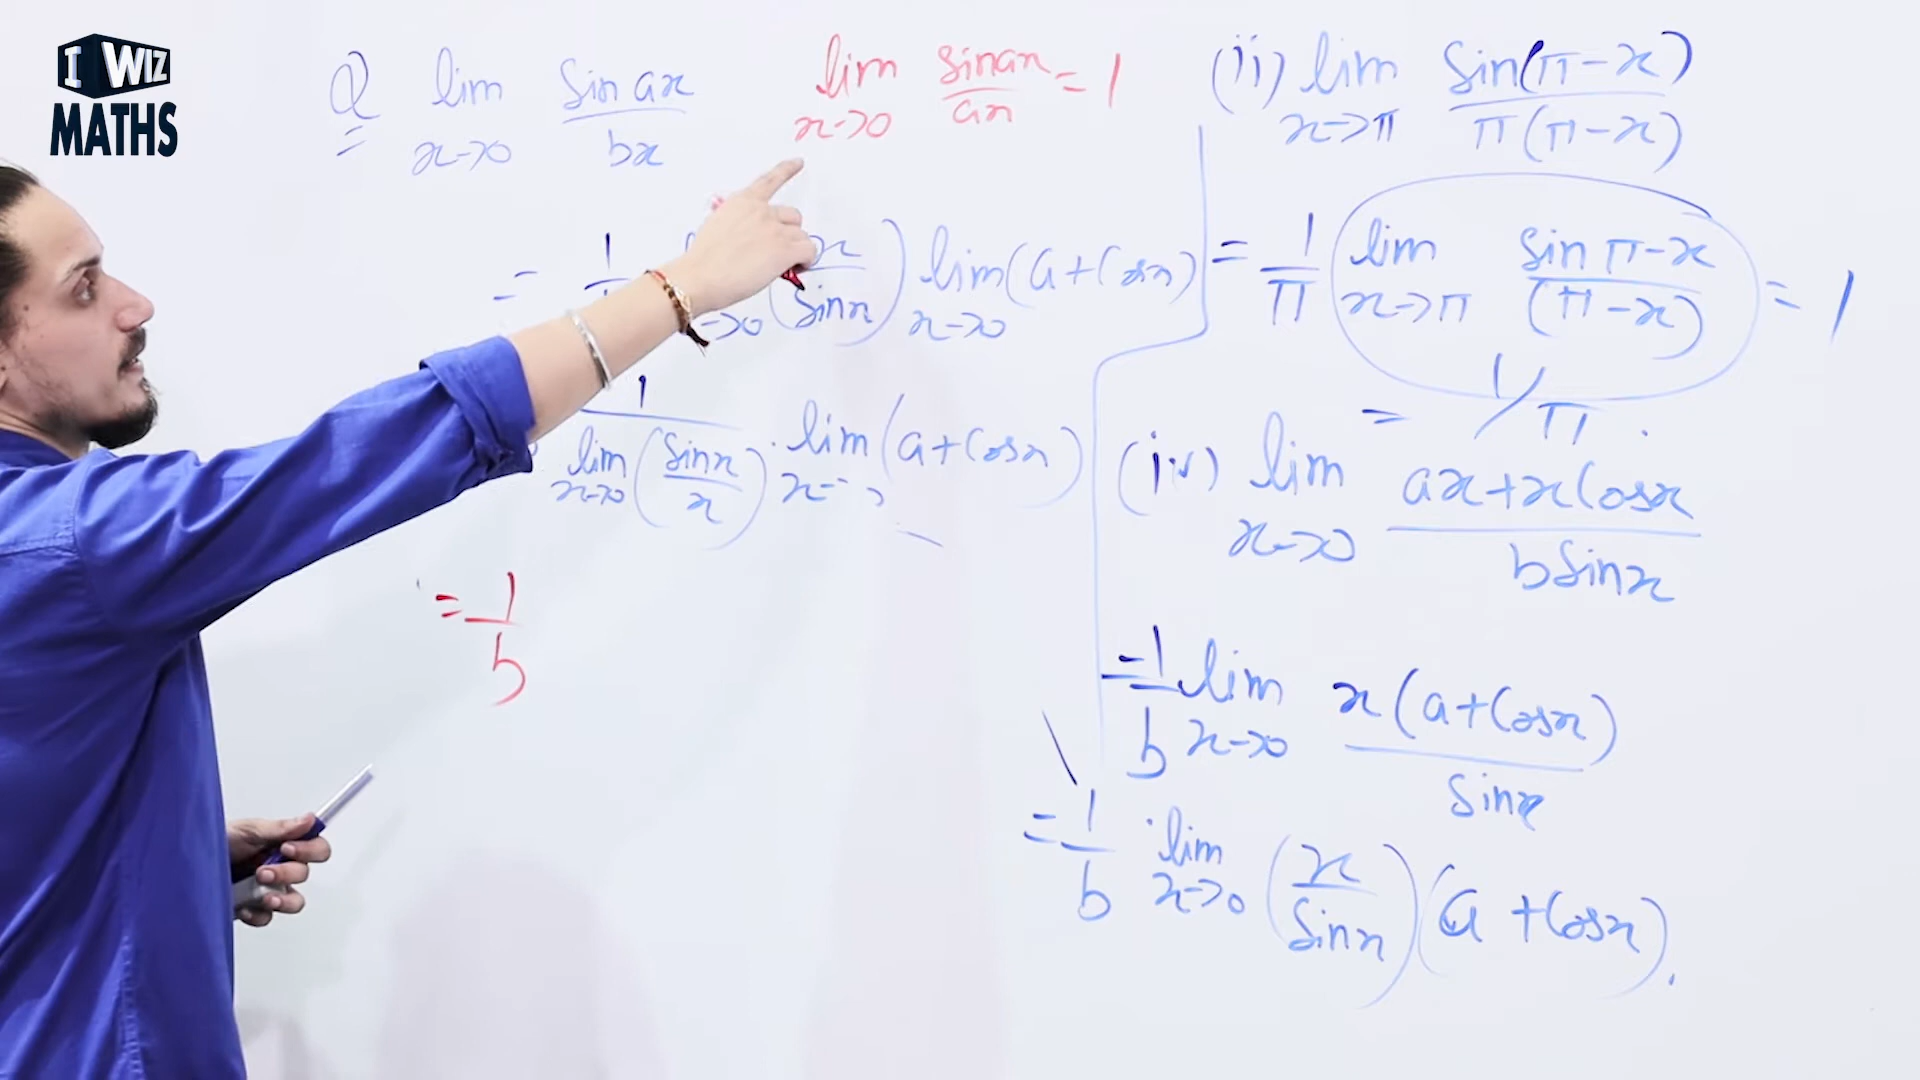 I WIZ
MATHS
Q lim x→0 sin ax / bx
lim x→0 sin ax / ax = 1
= 1 / x→0 (x / sin x) lim x→0 (a + Cos x)
1 / lim x→0 (sin x / x) · lim x→ (a + Cos x)
= 1 / b
(ii) lim x→π sin(π-x) / π(π-x)
= 1/π lim x→π sin π-x / (π-x) = 1
= 1/π .
(iv) lim x→0 ax + x Cos x / b sin x
= 1/b lim x→0 x(a + Cos x) / sin x
= 1/b lim x→0 (x / sin x) (a + Cos x).